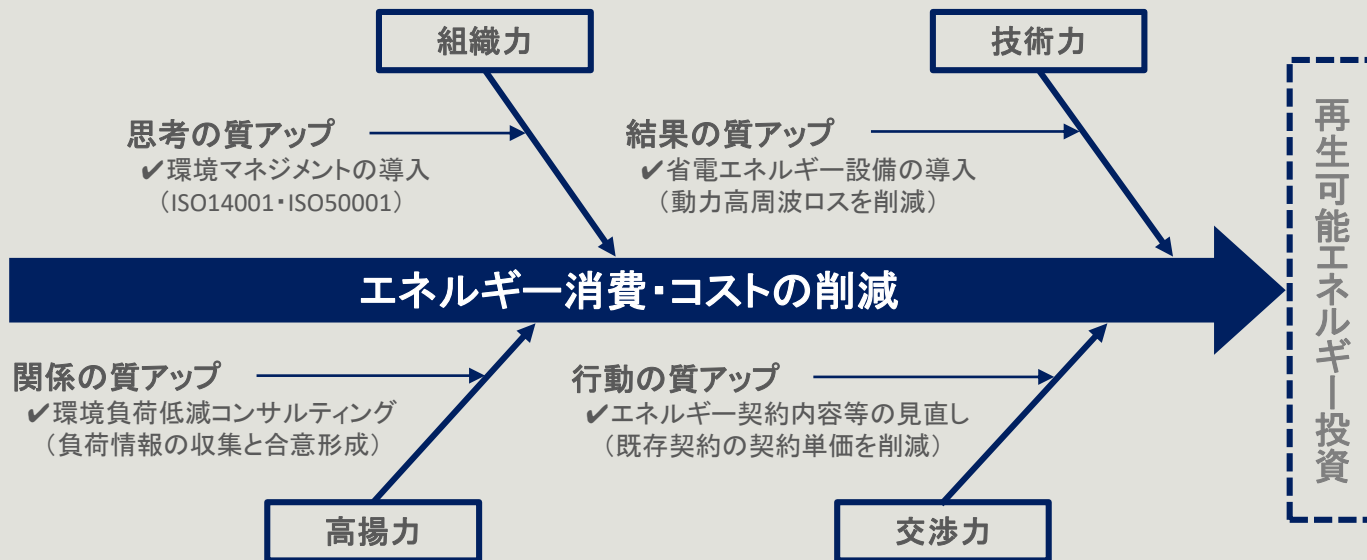 組織力
技術力
思考の質アップ
✔環境マネジメントの導入
（ISO14001・ISO50001）
結果の質アップ
✔省電エネルギー設備の導入
（動力高周波ロスを削減）
エネルギー消費・コストの削減
関係の質アップ
✔環境負荷低減コンサルティング
（負荷情報の収集と合意形成）
行動の質アップ
✔エネルギー契約内容等の見直し
（既存契約の契約単価を削減）
高揚力
交渉力
再生可能エネルギー投資